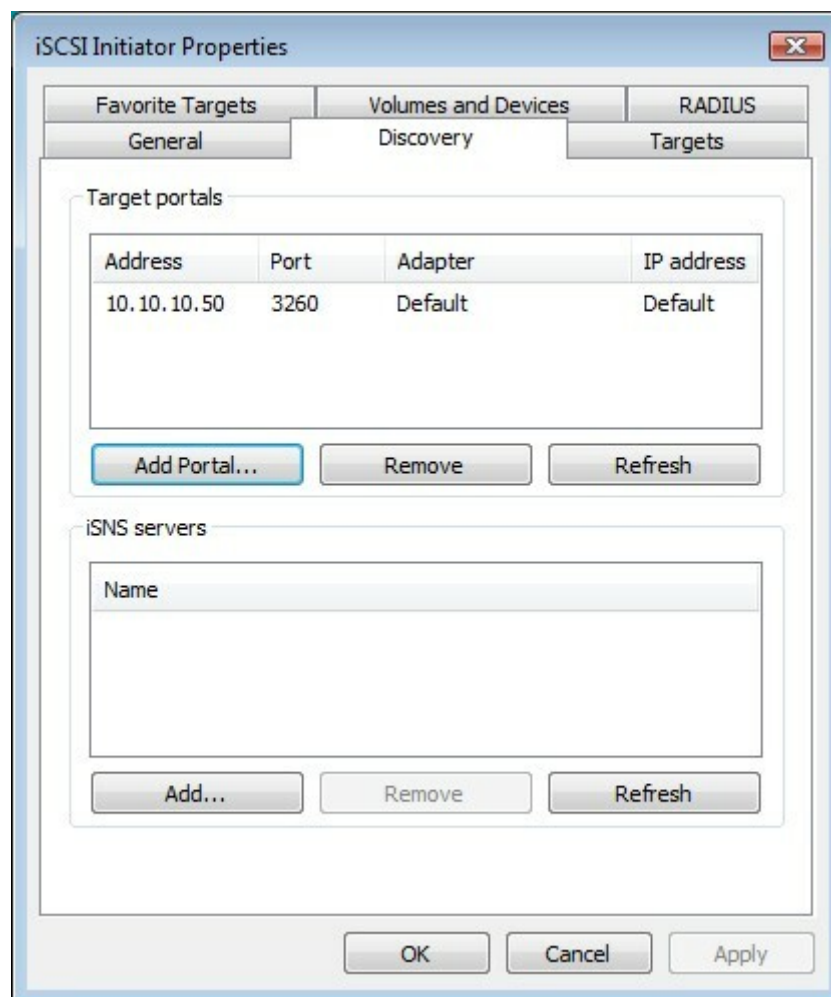 iSCSI Initiator Properties
Favorite Targets Volumes and Devices RADIUS
General Discovery Targets
Target portals
Address Port Adapter IP address
10.10.10.50 3260 Default Default
Add Portal... Remove Refresh
iSNS servers
Name
Add... Remove Refresh
OK Cancel Apply